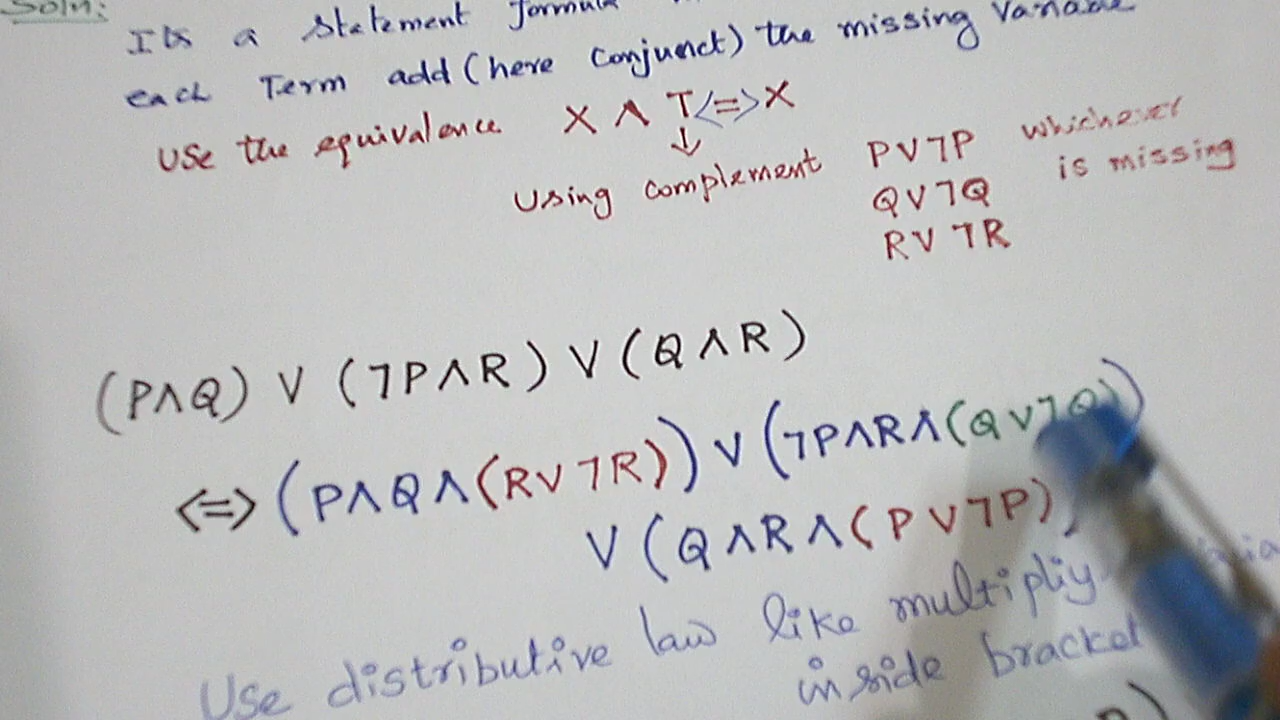 Soln:
It is a statement formula
each Term add (here conjunct) the missing variable
use the equivalence X ∧ T <=> X
↓
Using complement P∨¬P whichever
Q∨¬Q is missing
R∨¬R
(P∧Q) ∨ (¬P∧R) ∨ (Q∧R)
<=> (P∧Q∧(R∨¬R)) ∨ (¬P∧R∧(Q∨¬Q))
∨ (Q∧R∧(P∨¬P))
Use distributive law like multipliy
inside bracket